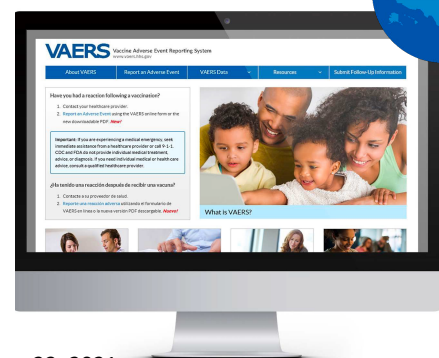 VAERS Vaccine Adverse Event Reporting System
www.vaers.hhs.gov
About VAERS Report an Adverse Event VAERS Data Resources Submit Follow-Up Information
Have you had a reaction following a vaccination?
1. Contact your healthcare provider.
2. Report an Adverse Event using the VAERS online form or the
new downloadable PDF. New!
Important: If you are experiencing a medical emergency, seek
immediate assistance from a healthcare provider or call 9-1-1.
CDC and FDA do not provide individual medical treatment,
advice, or diagnosis. If you need individual medical or health care
advice, consult a qualified healthcare provider.
¿Ha tenido una reacción después de recibir una vacuna?
1. Contacte a su proveedor de salud.
2. Reporte una reacción adversa utilizando el formulario de
VAERS en línea o la nueva versión PDF descargable. Nuevo!
What is VAERS?